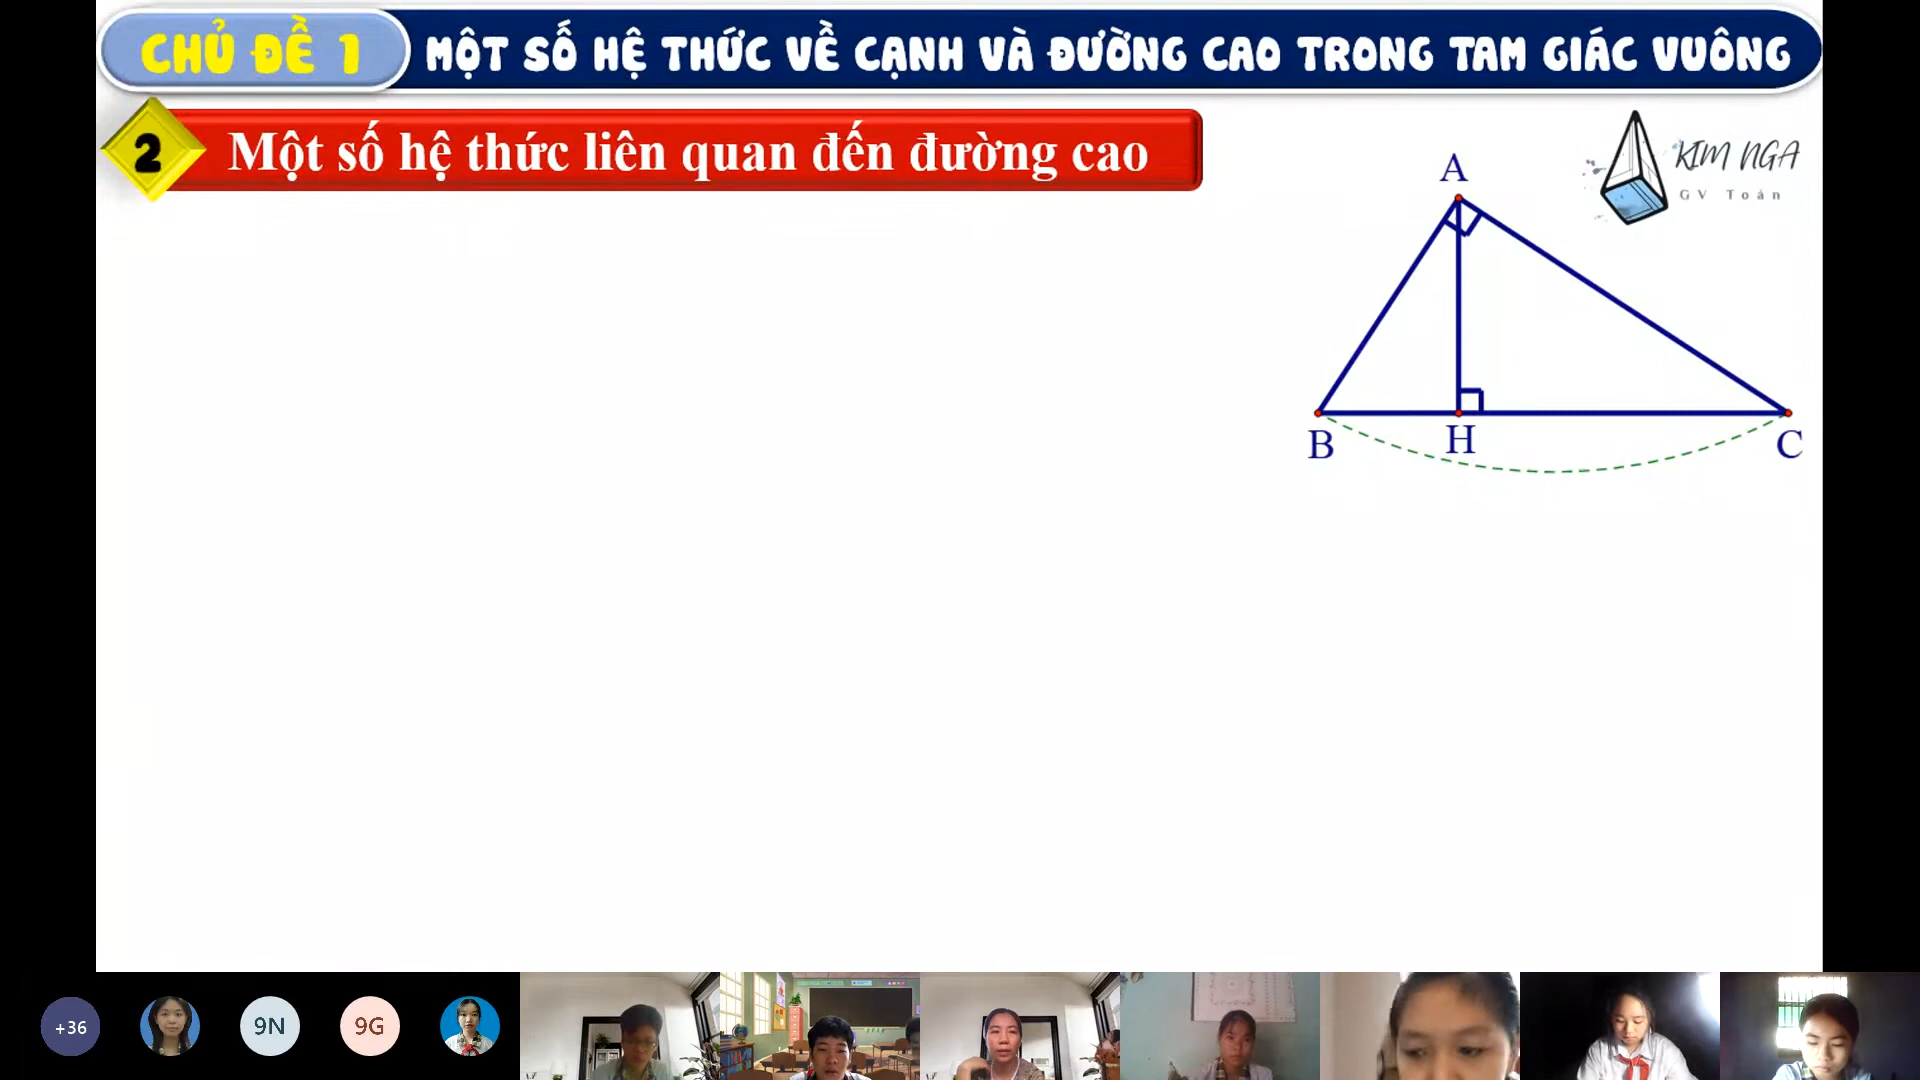 CHỦ ĐỀ 1 MỘT SỐ HỆ THỨC VỀ CẠNH VÀ ĐƯỜNG CAO TRONG TAM GIÁC VUÔNG
2 Một số hệ thức liên quan đến đường cao
KIM NGA
GV Toán
A
B H C
+36 9N 9G